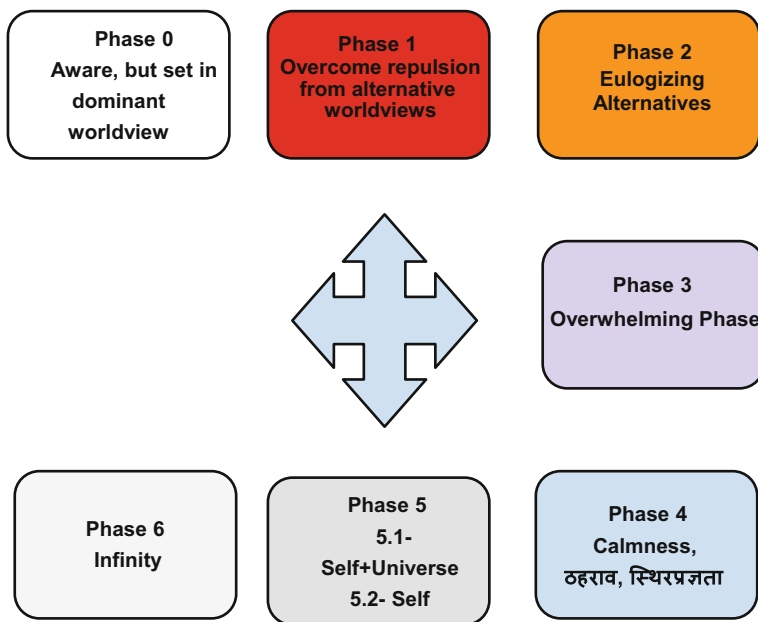 Phase 0
Aware, but set in
dominant
worldview
Phase 1
Overcome repulsion
from alternative
worldviews
Phase 2
Eulogizing
Alternatives
Phase 3
Overwhelming Phase
Phase 6
Infinity
Phase 5
5.1-
Self+Universe
5.2- Self
Phase 4
Calmness,
ठहराव, स्थिरप्रज्ञता